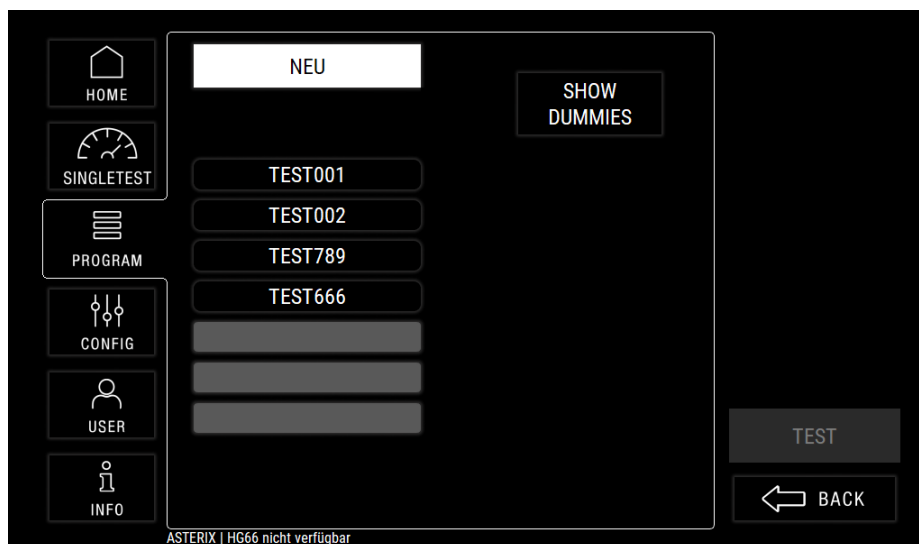 HOME
SINGLETEST
PROGRAM
CONFIG
USER
INFO
NEU
SHOW
DUMMIES
TEST001
TEST002
TEST789
TEST666
TEST
BACK
ASTERIX | HG66 nicht verfügbar